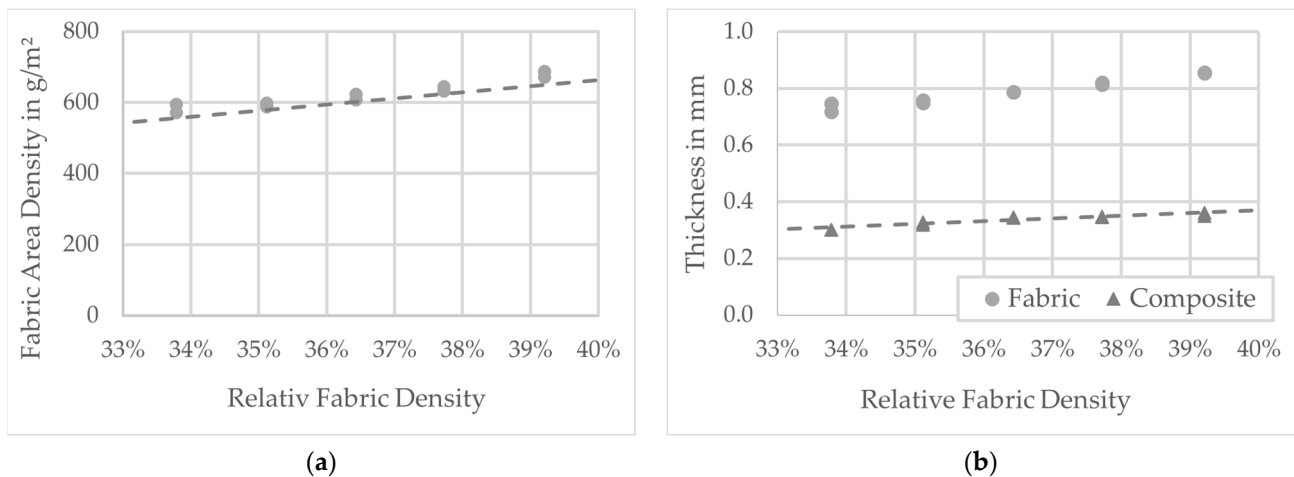 Fabric Area Density in g/m²
800
600
400
200
0
33% 34% 35% 36% 37% 38% 39% 40%
Relativ Fabric Density
(a)
Thickness in mm
1.0
0.8
0.6
0.4
0.2
0.0
Fabric Composite
33% 34% 35% 36% 37% 38% 39% 40%
Relative Fabric Density
(b)